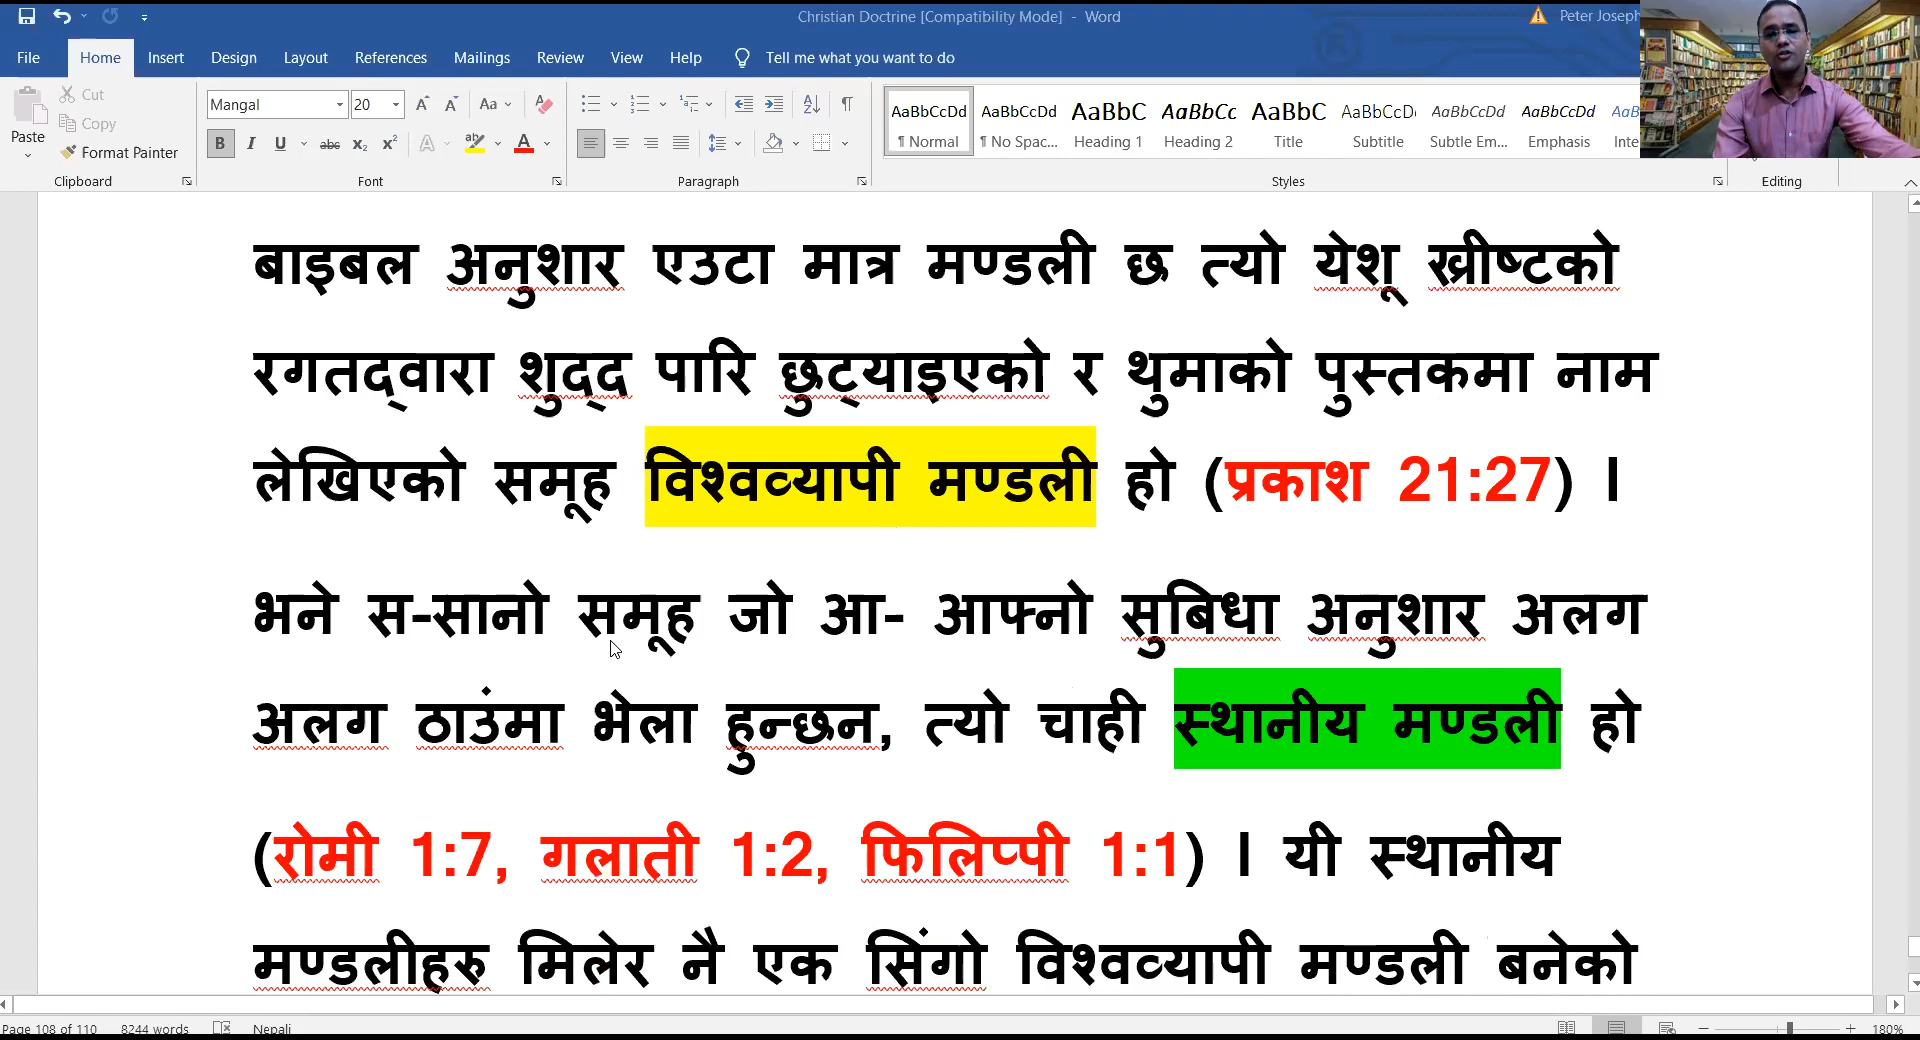 Christian Doctrine [Compatibility Mode] - Word
Peter Joseph
File Home Insert Design Layout References Mailings Review View Help Tell me what you want to do
Paste
Cut
Copy
Format Painter
Clipboard
Mangal 20
Font
Paragraph
AaBbCcDd AaBbCcDd AaBbC AaBbCc AaBbC AaBbCcD AaBbCcDd AaBbCcDd
¶ Normal ¶ No Spac... Heading 1 Heading 2 Title Subtitle Subtle Em... Emphasis
Styles
Editing
बाइबल अनुशार एउटा मात्र मण्डली छ त्यो येशू ख्रीष्टको
रगतद्‌वारा शुद्‌द पारि छुट्‌याइएको र थुमाको पुस्तकमा नाम
लेखिएको समूह विश्वव्यापी मण्डली हो (प्रकाश 21:27) ।
भने स-सानो समूह जो आ- आफ्नो सुबिधा अनुशार अलग
अलग ठाउंमा भेला हुन्छन, त्यो चाही स्थानीय मण्डली हो
(रोमी 1:7, गलाती 1:2, फिलिप्पी 1:1) । यी स्थानीय
मण्डलीहरु मिलेर नै एक सिंगो विश्वव्यापी मण्डली बनेको
Page 108 of 110 8244 words Nepali 180%